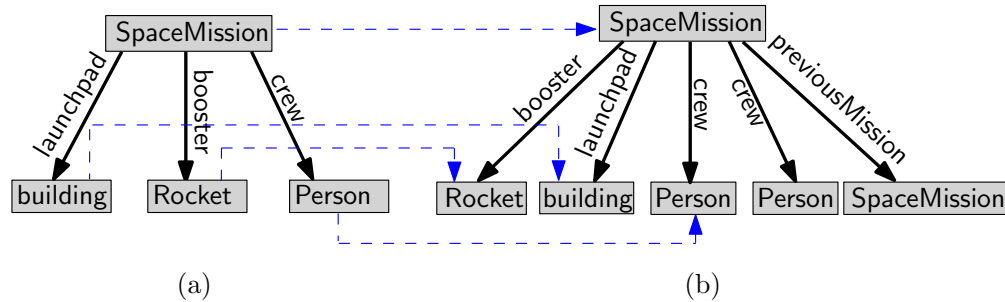 SpaceMission
launchpad
booster
crew
building
Rocket
Person
(a)
SpaceMission
booster
launchpad
crew
crew
previousMission
Rocket
building
Person
Person
SpaceMission
(b)